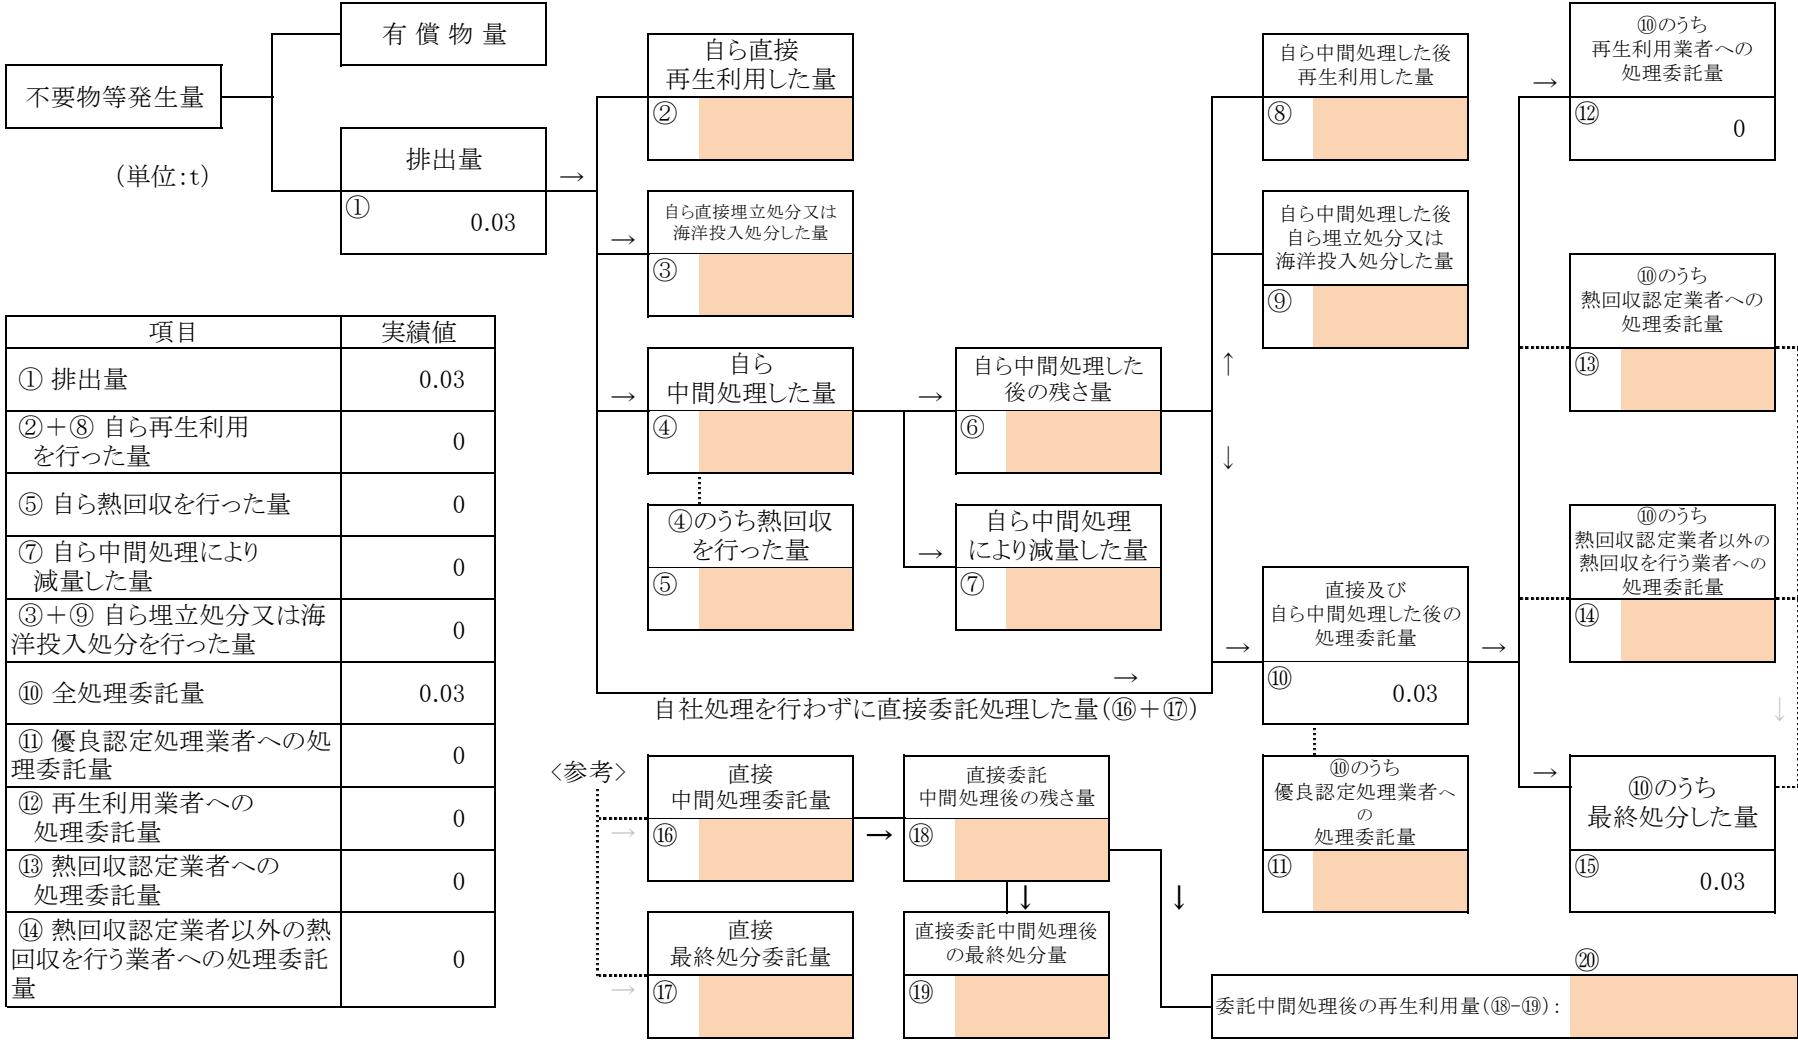 不要物等発生量
(単位:t)
有 償 物 量
排出量
①
0.03
→
自ら直接
再生利用した量
②
→
自ら直接埋立処分又は
海洋投入処分した量
③
→
自ら
中間処理した量
④
④のうち熱回収
を行った量
⑤
→
自ら中間処理した
後の残さ量
⑥
→
自ら中間処理
により減量した量
⑦
↑
↓
自ら中間処理した後
再生利用した量
⑧
自ら中間処理した後
自ら埋立処分又は
海洋投入処分した量
⑨
→
自社処理を行わずに直接委託処理した量(⑯+⑰)
→
直接及び
自ら中間処理した後の
処理委託量
⑩
0.03
→
⑩のうち
優良認定処理業者へ
の
処理委託量
⑪
→
⑩のうち
再生利用業者への
処理委託量
⑫
0
⑩のうち
熱回収認定業者への
処理委託量
⑬
⑩のうち
熱回収認定業者以外の
熱回収を行う業者への
処理委託量
⑭
↓
→
⑩のうち
最終処分した量
⑮
0.03
項目 実績値
① 排出量 0.03
②+⑧ 自ら再生利用
を行った量 0
⑤ 自ら熱回収を行った量 0
⑦ 自ら中間処理により
減量した量 0
③+⑨ 自ら埋立処分又は海
洋投入処分を行った量 0
⑩ 全処理委託量 0.03
⑪ 優良認定処理業者への処
理委託量 0
⑫ 再生利用業者への
処理委託量 0
⑬ 熱回収認定業者への
処理委託量 0
⑭ 熱回収認定業者以外の熱
回収を行う業者への処理委託
量 0
<参考>
→
直接
中間処理委託量
⑯
→
直接委託
中間処理後の残さ量
⑱
↓
↓
→
直接
最終処分委託量
⑰
直接委託中間処理後
の最終処分量
⑲
⑳
委託中間処理後の再生利用量(⑱-⑲):